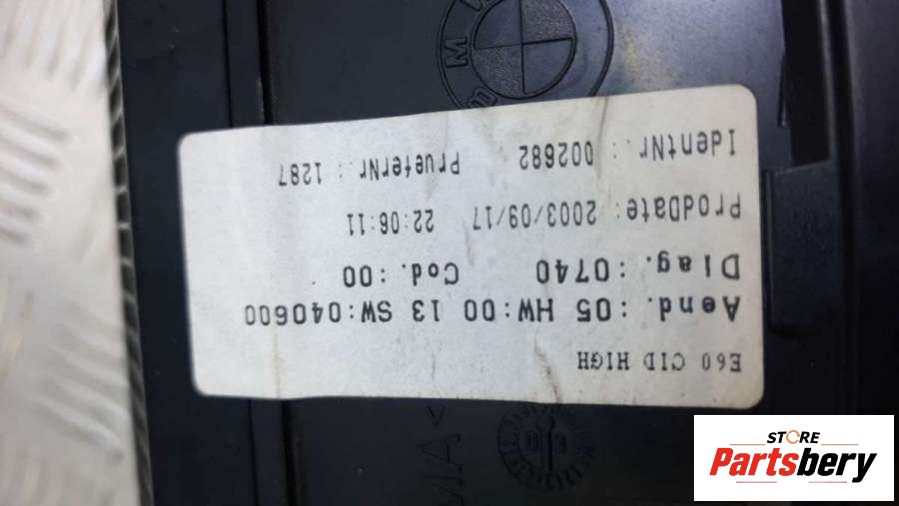 E60 CID HIGH
Aend.:05 HW:00 13 SW:040600
Diag.:0740 Cod.:00
ProdDate: 2003/09/17 22:06:11
IdentNr.: 002682 PrueferNr.: 1287
BMW
STORE
Partsbery